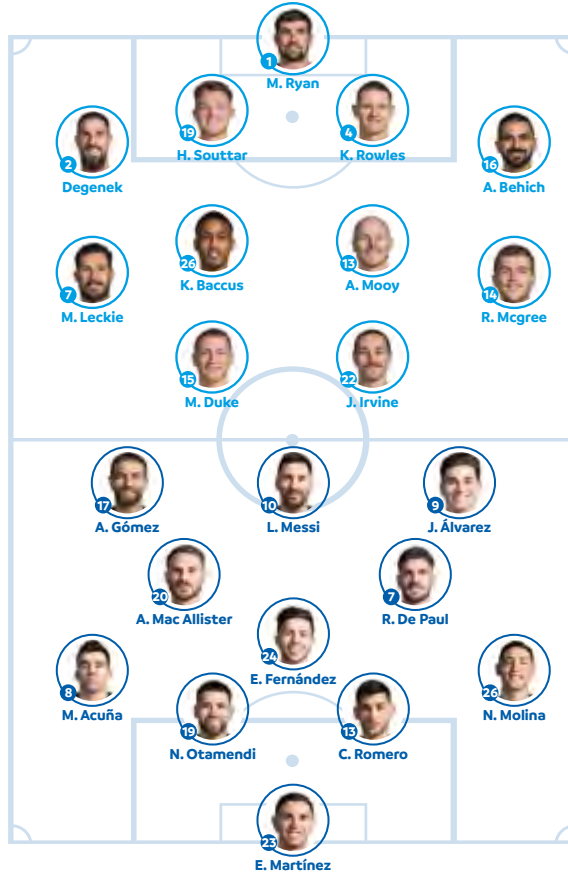 1
M. Ryan
19
H. Souttar
4
K. Rowles
2
Degenek
16
A. Behich
26
K. Baccus
13
A. Mooy
7
M. Leckie
14
R. Mcgree
15
M. Duke
22
J. Irvine
17
A. Gómez
10
L. Messi
9
J. Álvarez
20
A. Mac Allister
7
R. De Paul
24
E. Fernández
8
M. Acuña
26
N. Molina
19
N. Otamendi
13
C. Romero
23
E. Martínez